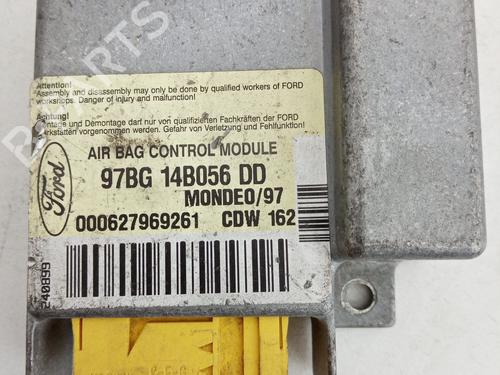 Attention!
Assembly and disassembly may only be done by qualified workers of FORD
workshops. Danger of injury and malfunction!
Achtung!
Montage und Demontage darf nur von qualifizierten Fachkräften der FORD
Werkstätten vorgenommen werden. Gefahr von Verletzung und Fehlfunktion!
Ford
AIR BAG CONTROL MODULE
97BG 14B056 DD
MONDEO/97
000627969261 CDW 162
240899
PARTS